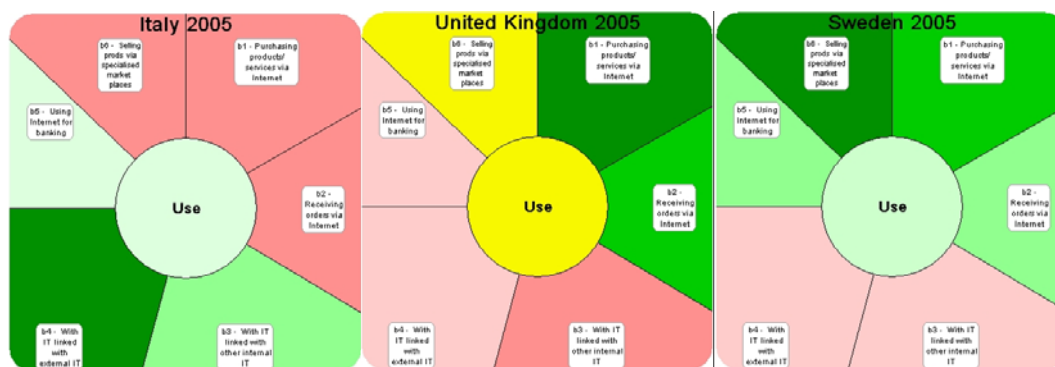 Italy 2005
b6 - Selling
prods via
specialised
market
places
b1 - Purchasing
products/
services via
Internet
b5 - Using
Internet for
banking
Use
b2 -
Receiving
orders via
Internet
b4 - With
IT linked
with
external IT
b3 - With IT
linked with
other internal
IT
United Kingdom 2005
b6 - Selling
prods via
specialised
market
places
b1 - Purchasing
products/
services via
Internet
b5 - Using
Internet for
banking
Use
b2 -
Receiving
orders via
Internet
b4 - With
IT linked
with
external IT
b3 - With IT
linked with
other internal
IT
Sweden 2005
b6 - Selling
prods via
specialised
market
places
b1 - Purchasing
products/
services via
Internet
b5 - Using
Internet for
banking
Use
b2 -
Receiving
orders via
Internet
b4 - With
IT linked
with
external IT
b3 - With IT
linked with
other internal
IT